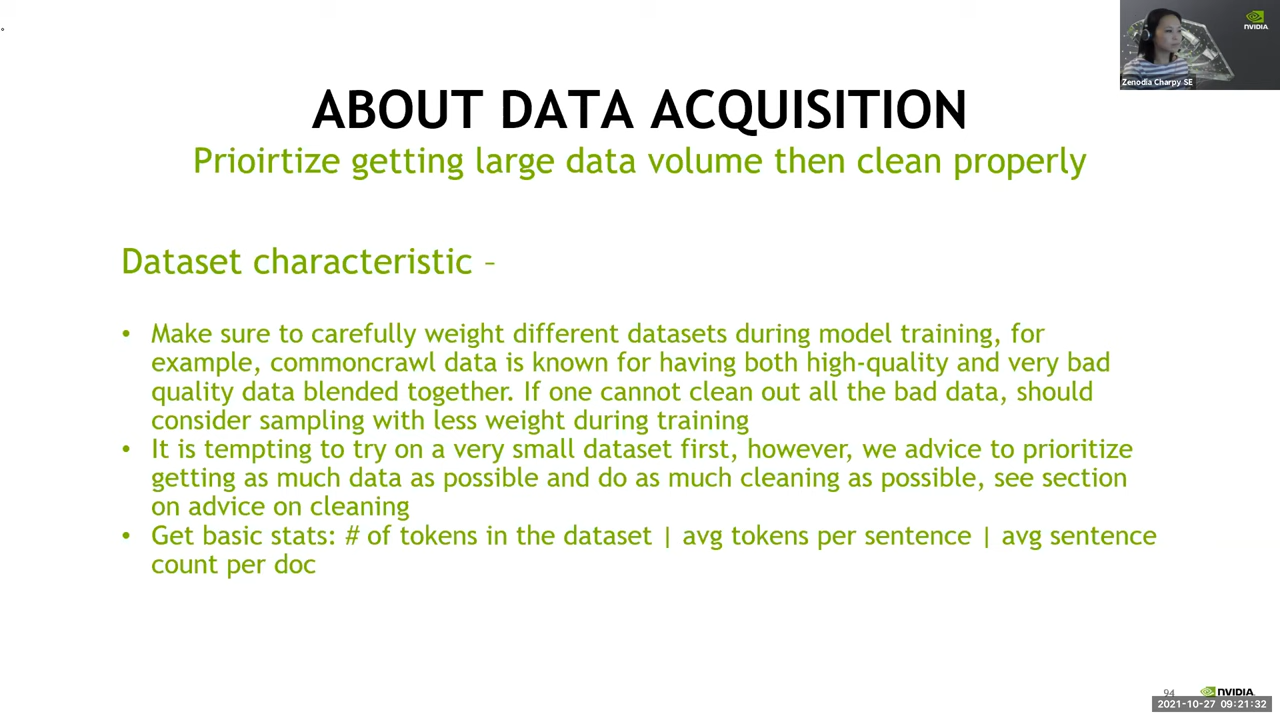 NVIDIA.
Zenodia Charpy SE
ABOUT DATA ACQUISITION
Prioirtize getting large data volume then clean properly
Dataset characteristic –
• Make sure to carefully weight different datasets during model training, for
example, commoncrawl data is known for having both high-quality and very bad
quality data blended together. If one cannot clean out all the bad data, should
consider sampling with less weight during training
• It is tempting to try on a very small dataset first, however, we advice to prioritize
getting as much data as possible and do as much cleaning as possible, see section
on advice on cleaning
• Get basic stats: # of tokens in the dataset | avg tokens per sentence | avg sentence
count per doc
94
NVIDIA.
2021-10-27 09:21:32